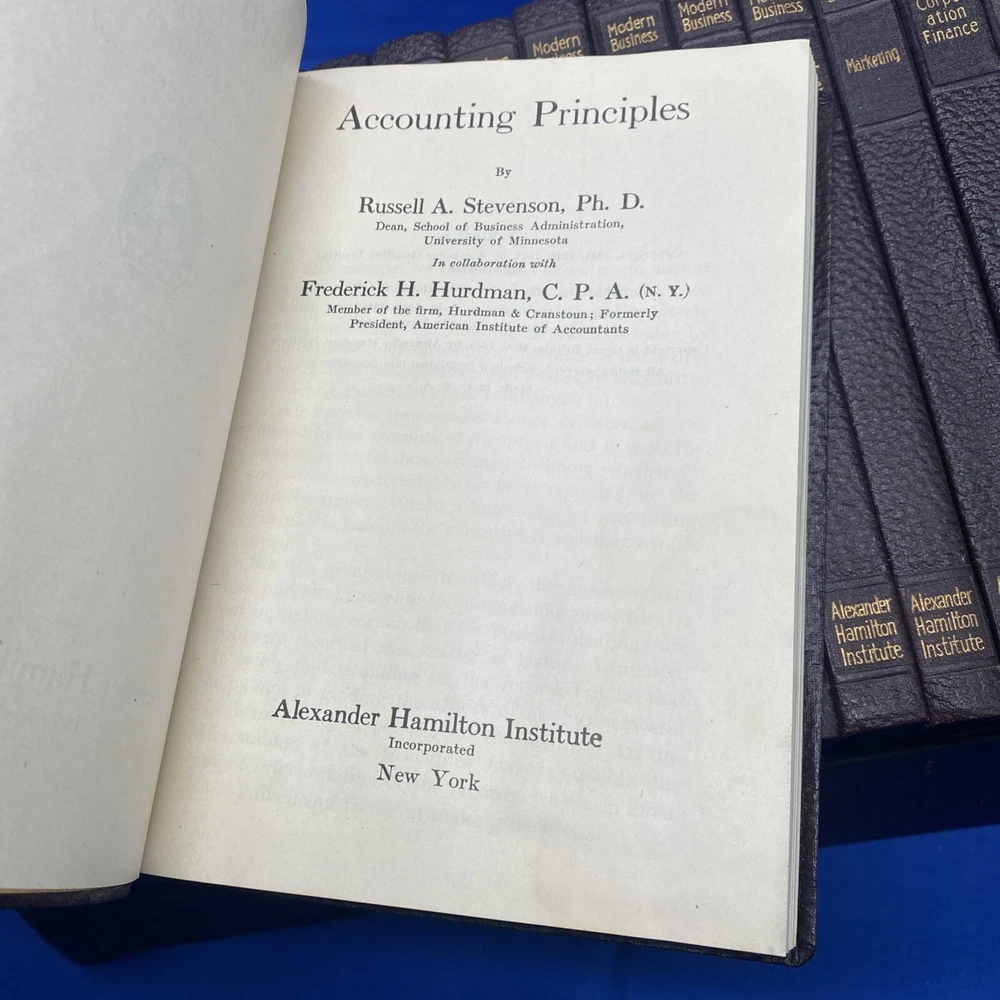 Accounting Principles
By
Russell A. Stevenson, Ph. D.
Dean, School of Business Administration,
University of Minnesota
In collaboration with
Frederick H. Hurdman, C. P. A. (N. Y.)
Member of the firm, Hurdman & Cranstoun; Formerly
President, American Institute of Accountants
Alexander Hamilton Institute
Incorporated
New York
Modern
Modern
Business
Modern
Business
Business
Marketing
ation
Finance
Alexander
Hamilton
Institute
Alexander
Hamilton
Institute